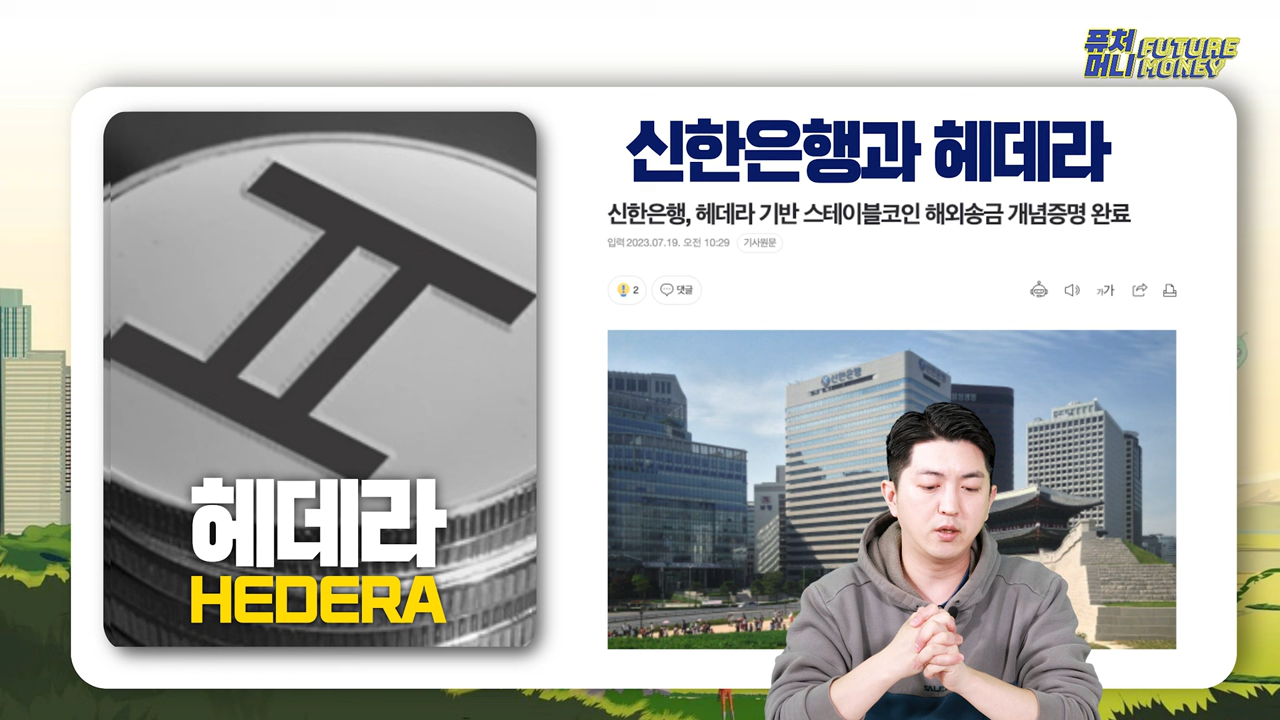 퓨처 FUTURE
머니 MONEY
신한은행과 헤데라
신한은행, 헤데라 기반 스테이블코인 해외송금 개념증명 완료
입력 2023.07.19. 오전 10:29 기사원문
2 댓글
가가
신한은행
헤데라
HEDERA